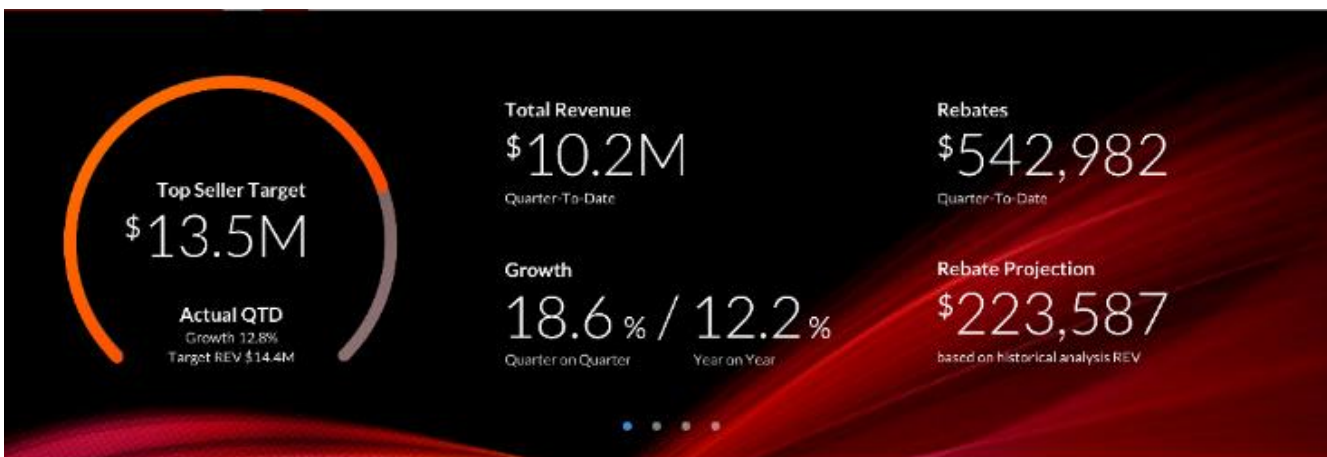 Top Seller Target
$13.5M
Actual QTD
Growth 12.8%
Target REV $14.4M
Total Revenue
$10.2M
Quarter-To-Date
Growth
18.6 % / 12.2 %
Quarter on Quarter Year on Year
Rebates
$542,982
Quarter-To-Date
Rebate Projection
$223,587
based on historical analysis REV